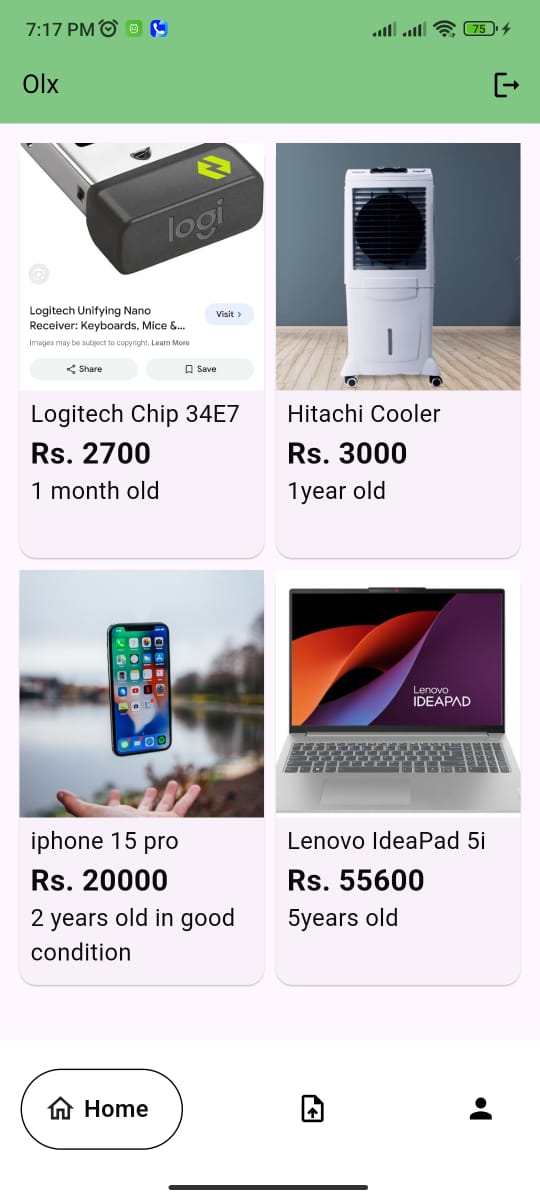 7:17 PM
75
Olx
logi
Logitech Unifying Nano
Receiver: Keyboards, Mice &...
Visit >
Images may be subject to copyright. Learn More
Share
Save
Logitech Chip 34E7
Rs. 2700
1 month old
Hitachi Cooler
Rs. 3000
1year old
Lenovo
IDEAPAD
iphone 15 pro
Rs. 20000
2 years old in good
condition
Lenovo IdeaPad 5i
Rs. 55600
5years old
Home